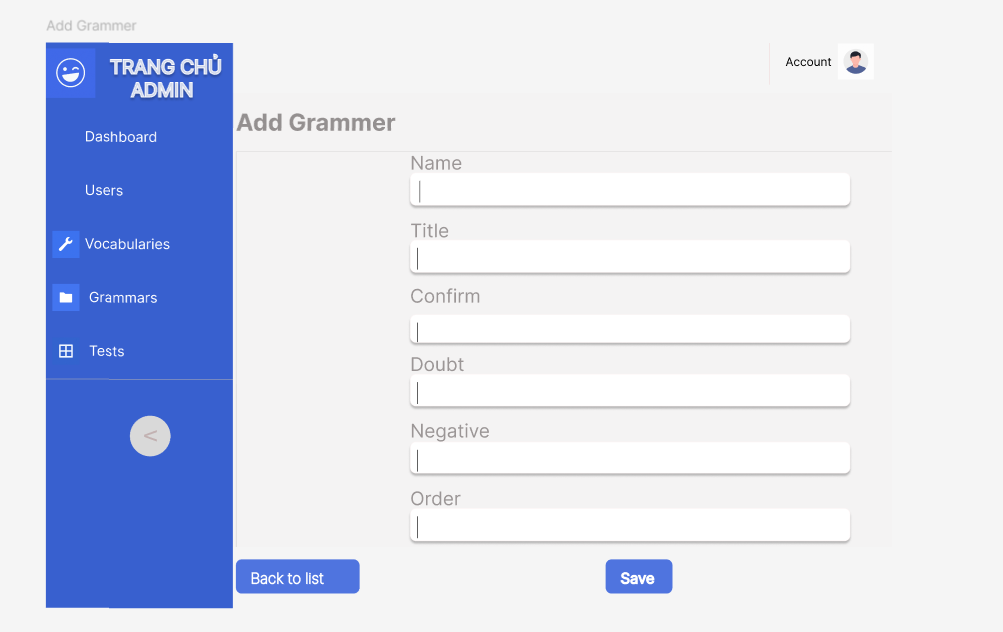 Add Grammer
TRANG CHỦ
ADMIN
Account
Dashboard
Users
Vocabularies
Grammars
Tests
<
Add Grammer
Name
Title
Confirm
Doubt
Negative
Order
Back to list
Save